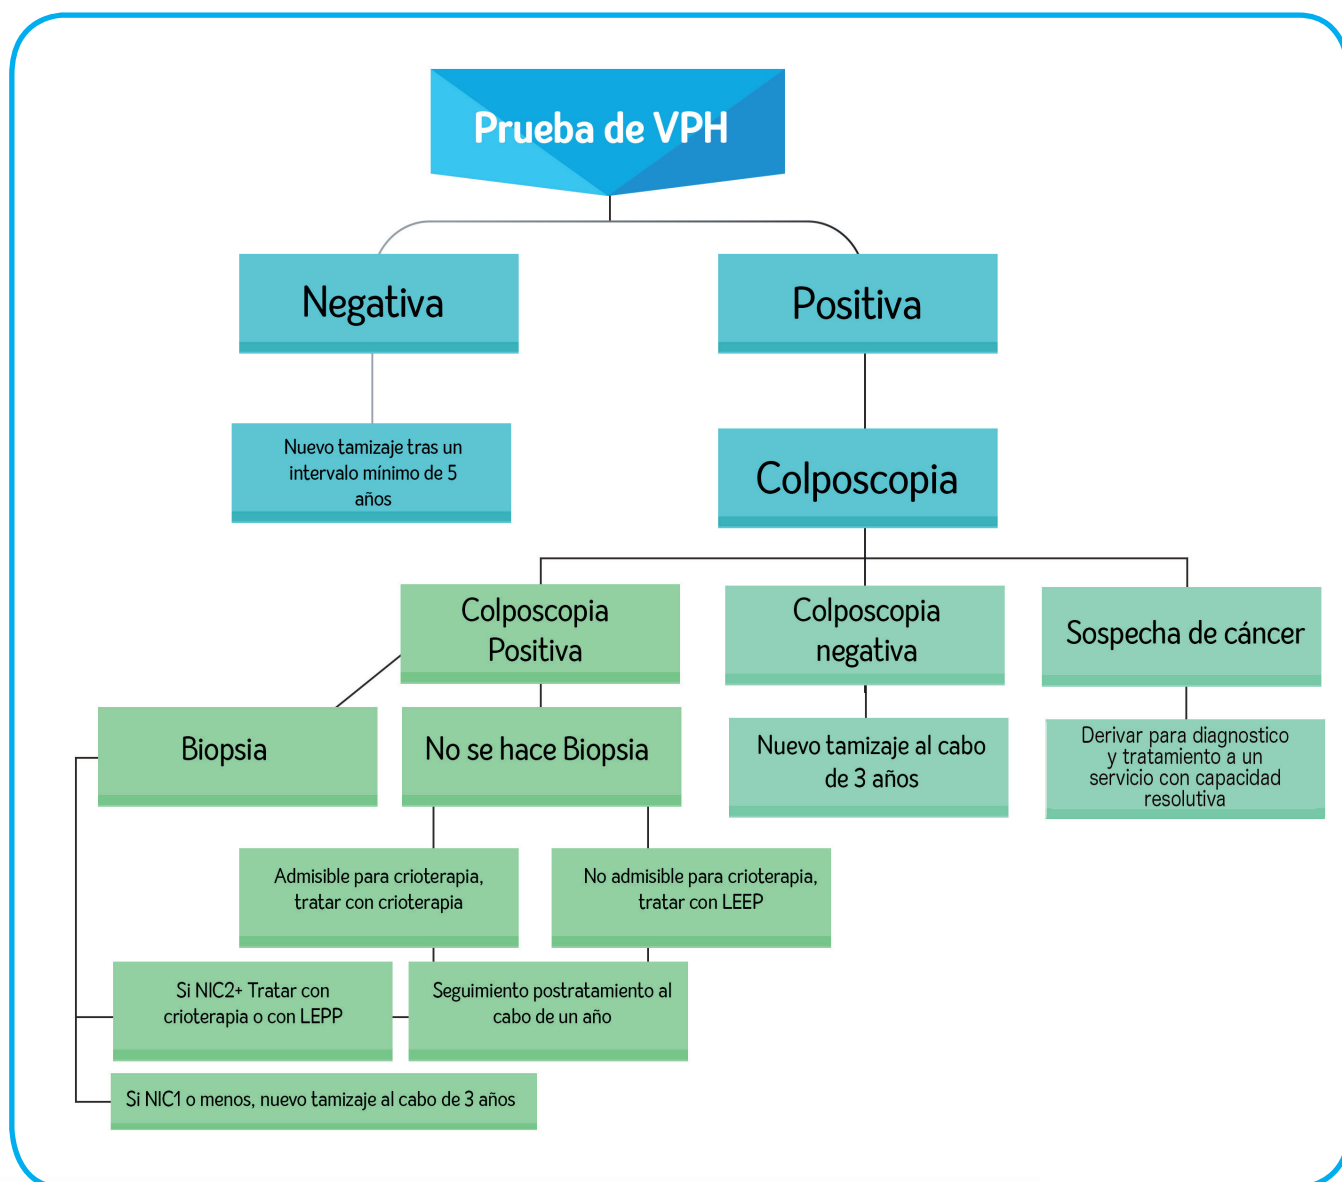 Prueba de VPH
Negativa
Positiva
Nuevo tamizaje tras un
intervalo mínimo de 5
años
Colposcopia
Colposcopia
Positiva
Colposcopia
negativa
Sospecha de cáncer
Biopsia
No se hace Biopsia
Nuevo tamizaje al cabo
de 3 años
Derivar para diagnostico
y tratamiento a un
servicio con capacidad
resolutiva
Admisible para crioterapia,
tratar con crioterapia
No admisible para crioterapia,
tratar con LEEP
Si NIC2+ Tratar con
crioterapia o con LEPP
Seguimiento postratamiento al
cabo de un año
Si NIC1 o menos, nuevo tamizaje al cabo de 3 años